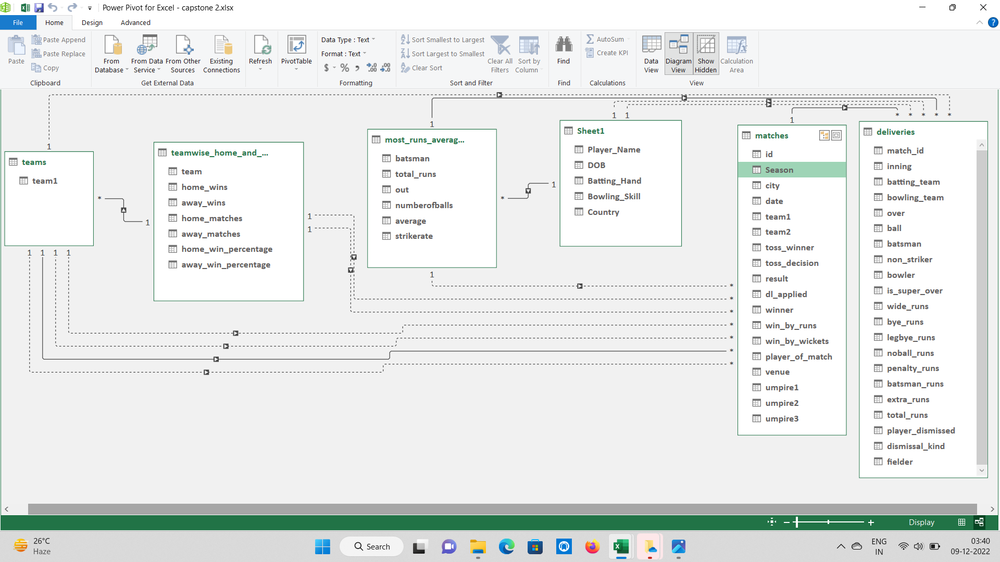 Power Pivot for Excel - capstone 2.xlsx
File Home Design Advanced
Paste
Paste Append
Paste Replace
Copy
Clipboard
From Database
From Data Service
From Other Sources
Existing Connections
Get External Data
Refresh
PivotTable
Data Type : Text
Format : Text
$ % , .00 .00
Formatting
Sort Smallest to Largest
Sort Largest to Smallest
Clear Sort
Clear All Filters
Sort by Column
Sort and Filter
Find
Find
AutoSum
Create KPI
Calculations
Data View
Diagram View
Show Hidden
Calculation Area
View
teams
team1
teamwise_home_and_...
team
home_wins
away_wins
home_matches
away_matches
home_win_percentage
away_win_percentage
most_runs_averag...
batsman
total_runs
out
numberofballs
average
strikerate
Sheet1
Player_Name
DOB
Batting_Hand
Bowling_Skill
Country
matches
id
Season
city
date
team1
team2
toss_winner
toss_decision
result
dl_applied
winner
win_by_runs
win_by_wickets
player_of_match
venue
umpire1
umpire2
umpire3
deliveries
match_id
inning
batting_team
bowling_team
over
ball
batsman
non_striker
bowler
is_super_over
wide_runs
bye_runs
legbye_runs
noball_runs
penalty_runs
batsman_runs
extra_runs
total_runs
player_dismissed
dismissal_kind
fielder
1
1 1 1 1
* 1
1
1
1
* 1
1
1 1
1
* * * * *
*
*
*
*
*
*
*
Display
26°C
Haze
Search
ENG
IN
03:40
09-12-2022